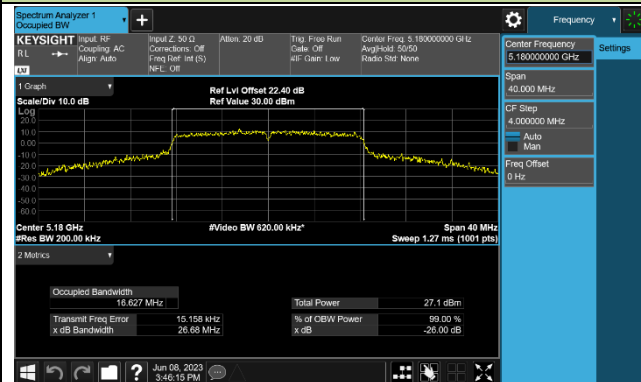 Spectrum Analyzer 1
Occupied BW
Frequency
KEYSIGHT
Input: RF
Coupling: AC
Align: Auto
Input Z: 50 Ω
Corrections: Off
Freq Ref: Int (S)
NFE: Off
Atten: 20 dB
Trig: Free Run
Gate: Off
#IF Gain: Low
Center Freq: 5.180000000 GHz
Avg|Hold: 50/50
Radio Std: None
RL
LXI
Center Frequency
5.180000000 GHz
Settings
Span
40.000 MHz
CF Step
4.000000 MHz
Auto
Man
Freq Offset
0 Hz
1 Graph
Scale/Div 10.0 dB
Ref Lvl Offset 22.40 dB
Ref Value 30.00 dBm
Log
20.0
10.0
0.00
-10.0
-20.0
-30.0
-40.0
-50.0
-60.0
Center 5.18 GHz
#Video BW 620.00 kHz*
Span 40 MHz
#Res BW 200.00 kHz
Sweep 1.27 ms (1001 pts)
2 Metrics
Occupied Bandwidth
16.627 MHz
Total Power 27.1 dBm
Transmit Freq Error 15.158 kHz
% of OBW Power 99.00 %
x dB Bandwidth 26.68 MHz
x dB -26.00 dB
?
Jun 08, 2023
3:46:15 PM